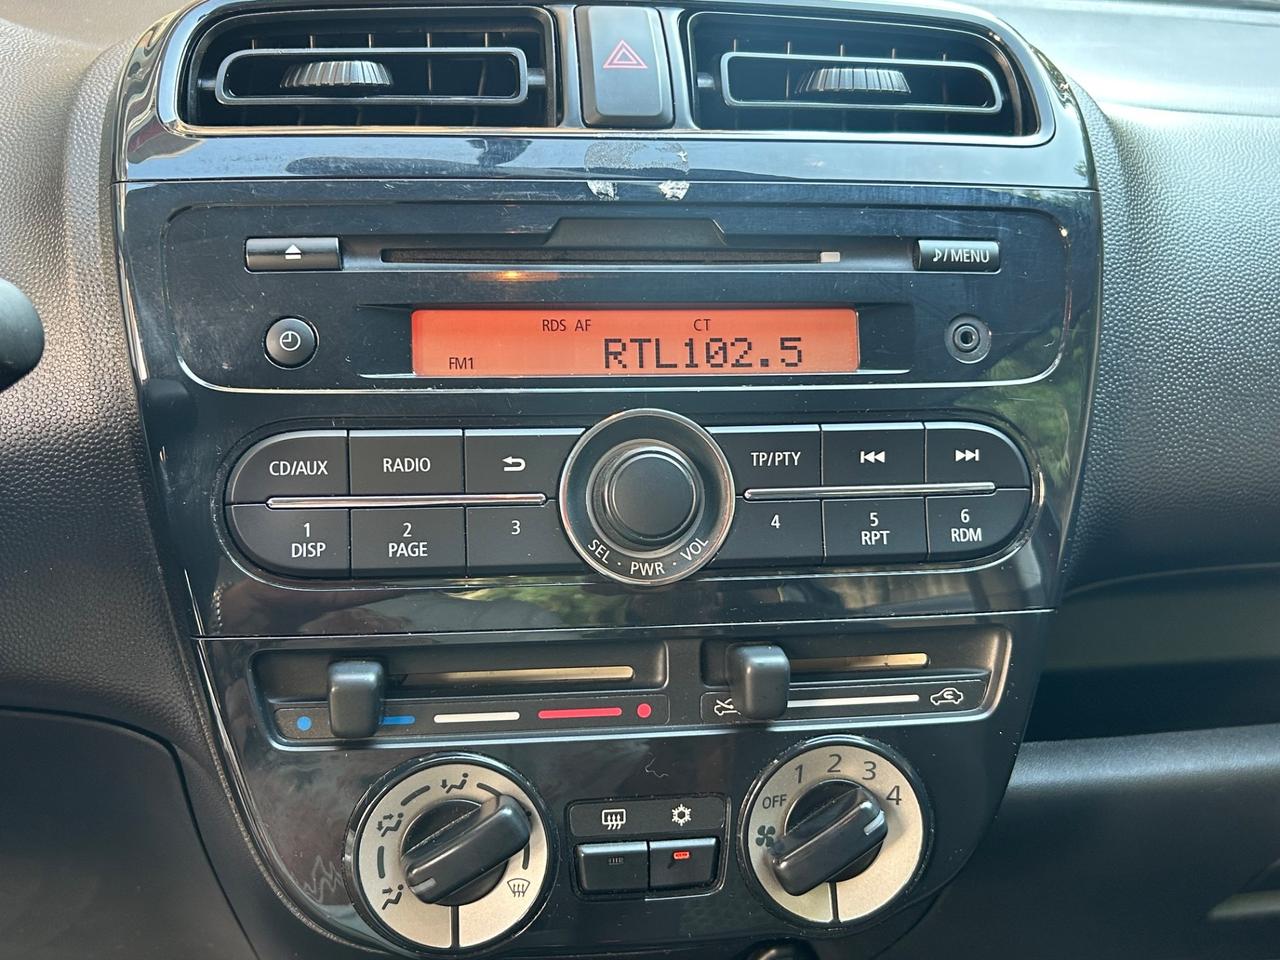 ♪/MENU
RDS AF CT
FM1 RTL102.5
CD/AUX RADIO TP/PTY
1 2 3 4 5 6
DISP PAGE RPT RDM
SEL · PWR · VOL
OFF 1 2 3 4